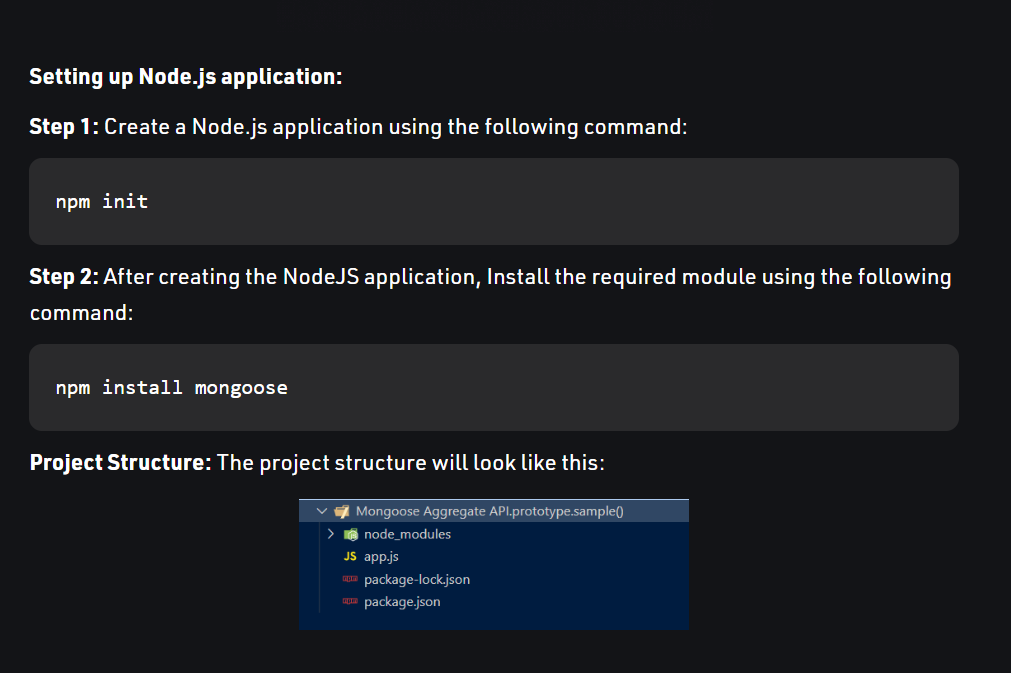 Setting up Node.js application:
Step 1: Create a Node.js application using the following command:
npm init
Step 2: After creating the NodeJS application, Install the required module using the following
command:
npm install mongoose
Project Structure: The project structure will look like this:
Mongoose Aggregate API.prototype.sample()
node_modules
JS app.js
package-lock.json
package.json